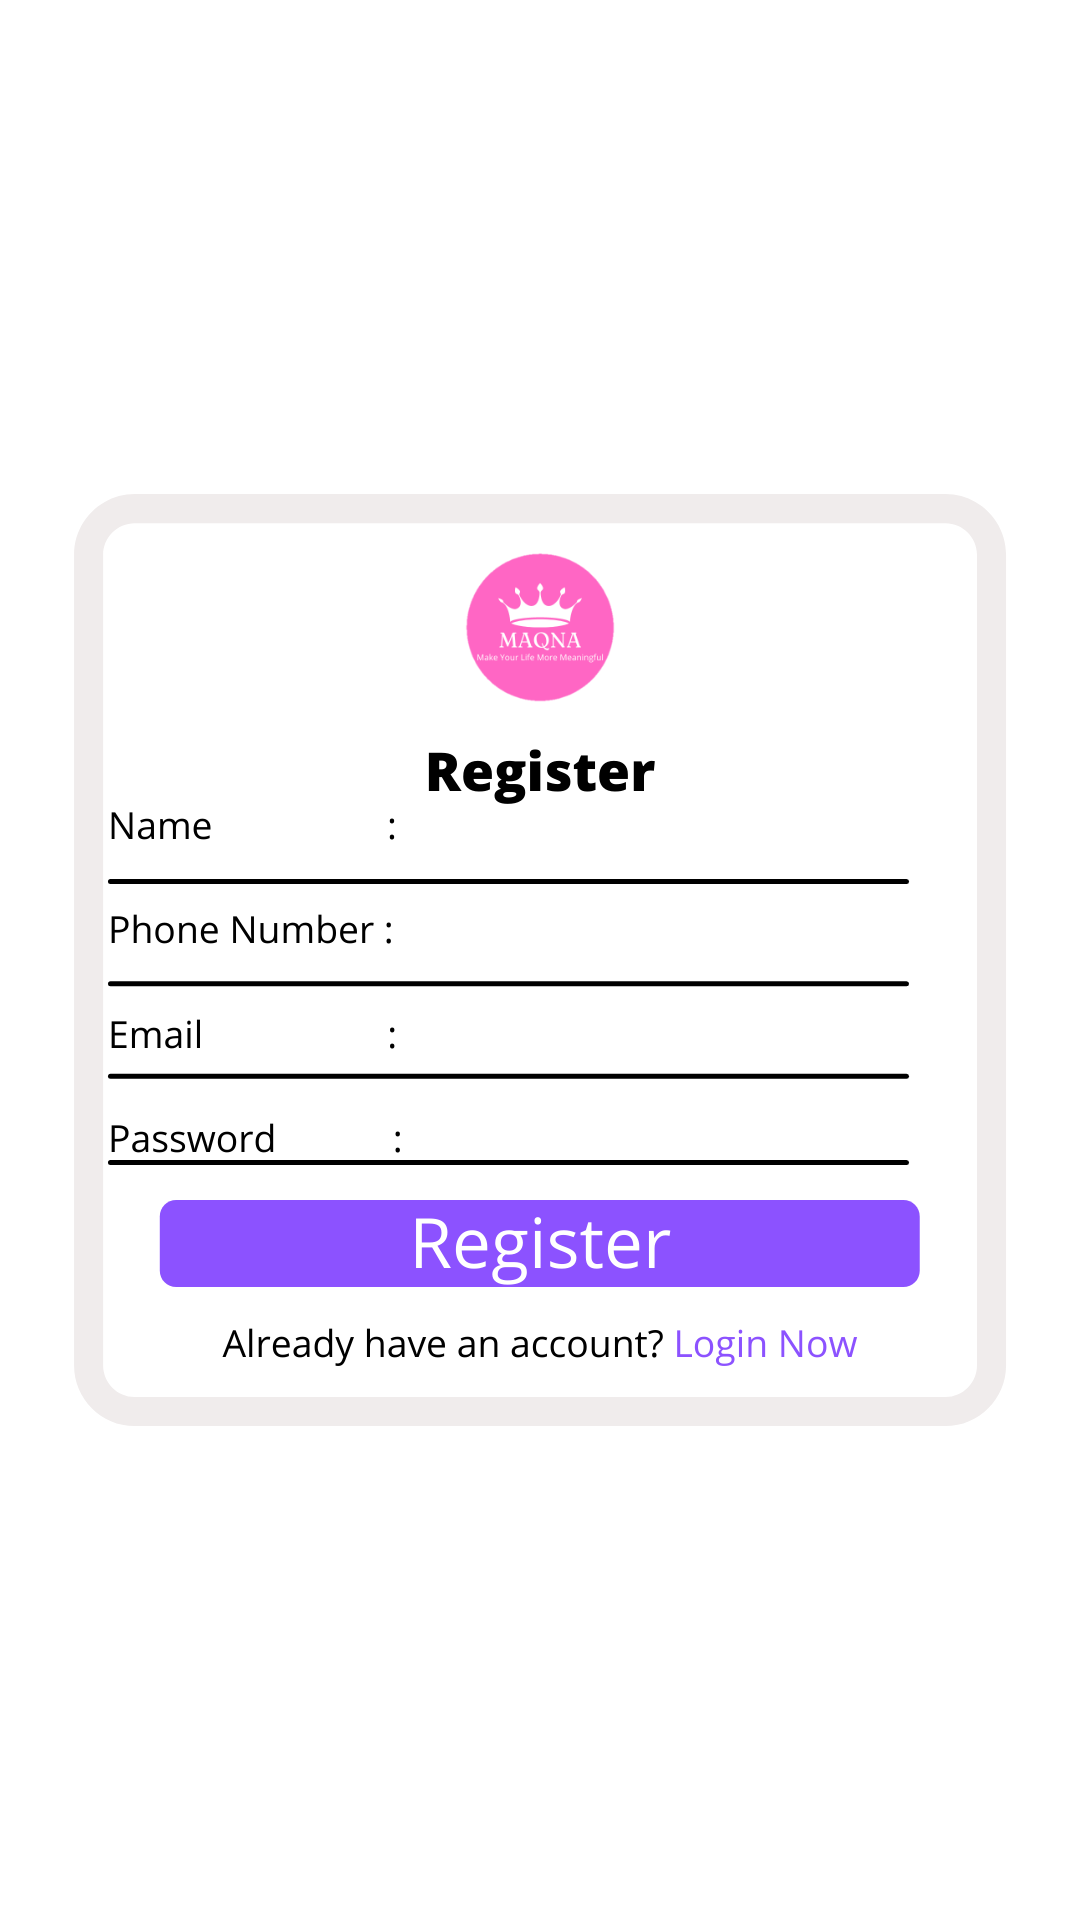 MAQNA
Make Your Life More Meaningful
Register
Name :
Phone Number :
Email :
Password :
Register
Already have an account? Login Now